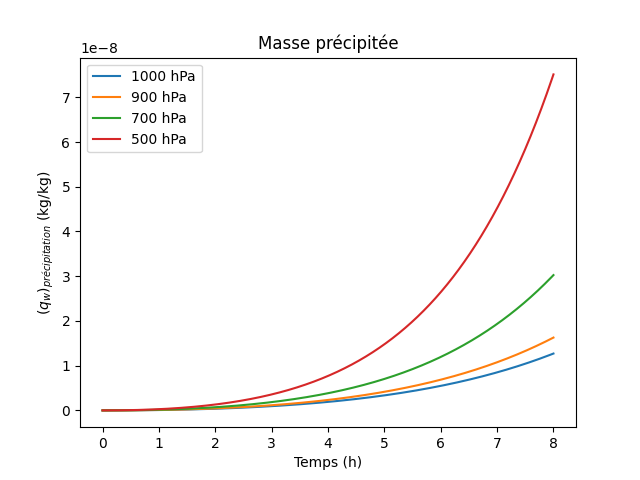 Masse précipitée
1e−8
1000 hPa
900 hPa
700 hPa
500 hPa
7
6
5
4
3
2
1
0
(q_w)_{précipitation} (kg/kg)
0 1 2 3 4 5 6 7 8
Temps (h)